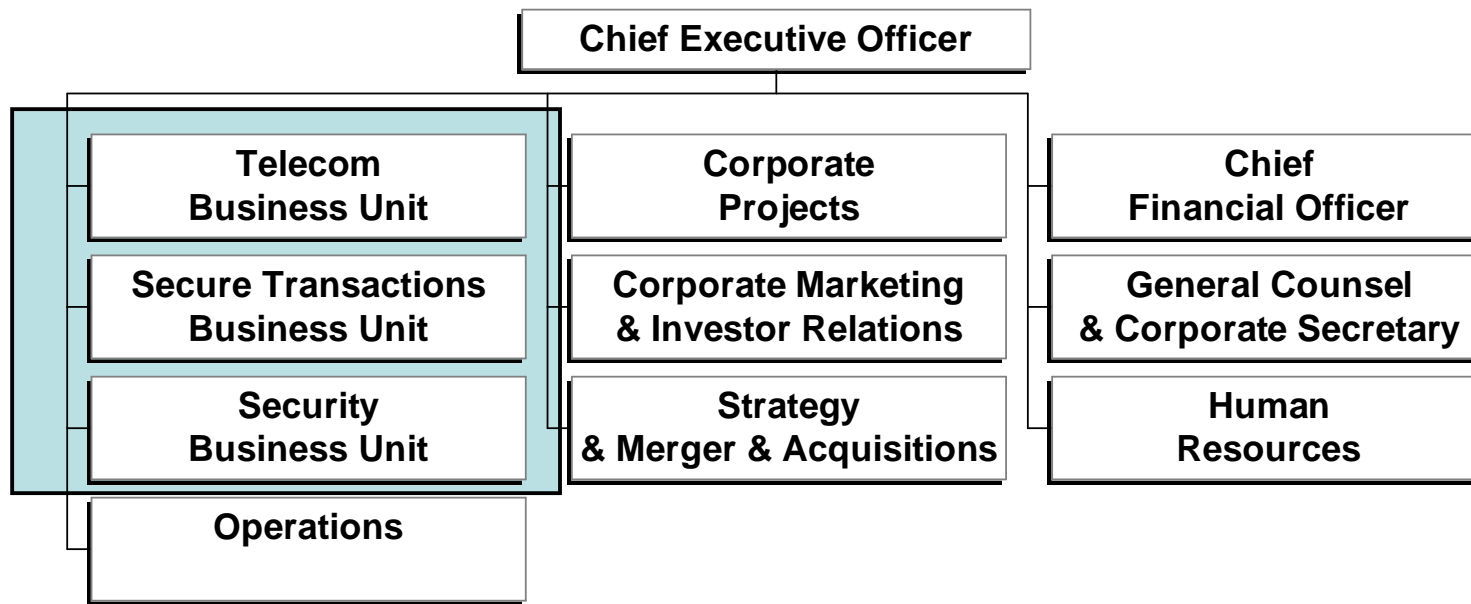 Chief Executive Officer
Telecom
Business Unit
Secure Transactions
Business Unit
Security
Business Unit
Operations
Corporate
Projects
Corporate Marketing
& Investor Relations
Strategy
& Merger & Acquisitions
Chief
Financial Officer
General Counsel
& Corporate Secretary
Human
Resources